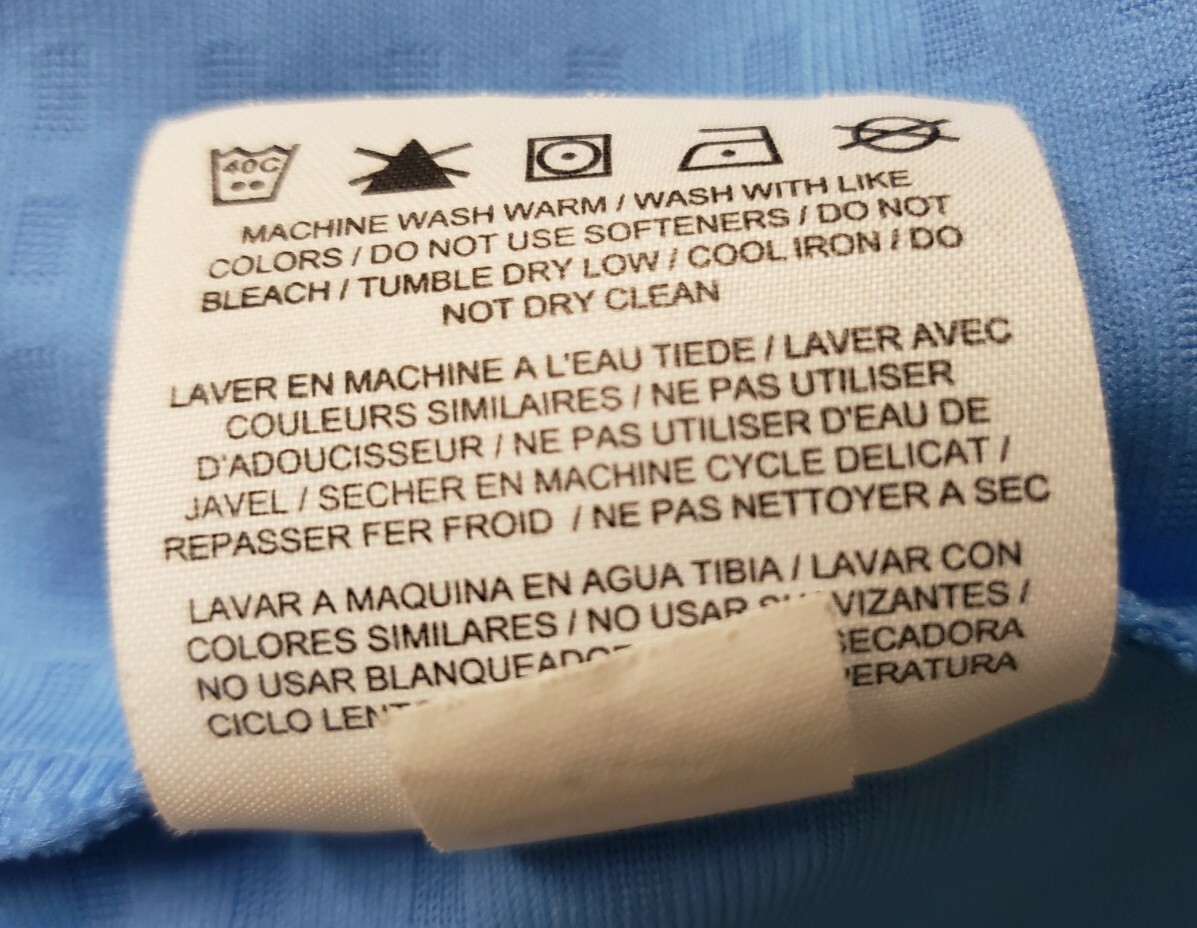 40C
MACHINE WASH WARM / WASH WITH LIKE
COLORS / DO NOT USE SOFTENERS / DO NOT
BLEACH / TUMBLE DRY LOW / COOL IRON / DO
NOT DRY CLEAN
LAVER EN MACHINE A L'EAU TIEDE / LAVER AVEC
COULEURS SIMILAIRES / NE PAS UTILISER
D'ADOUCISSEUR / NE PAS UTILISER D'EAU DE
JAVEL / SECHER EN MACHINE CYCLE DELICAT /
REPASSER FER FROID / NE PAS NETTOYER A SEC
LAVAR A MAQUINA EN AGUA TIBIA / LAVAR CON
COLORES SIMILARES / NO USAR /
NO USAR SECADORA
CICLO